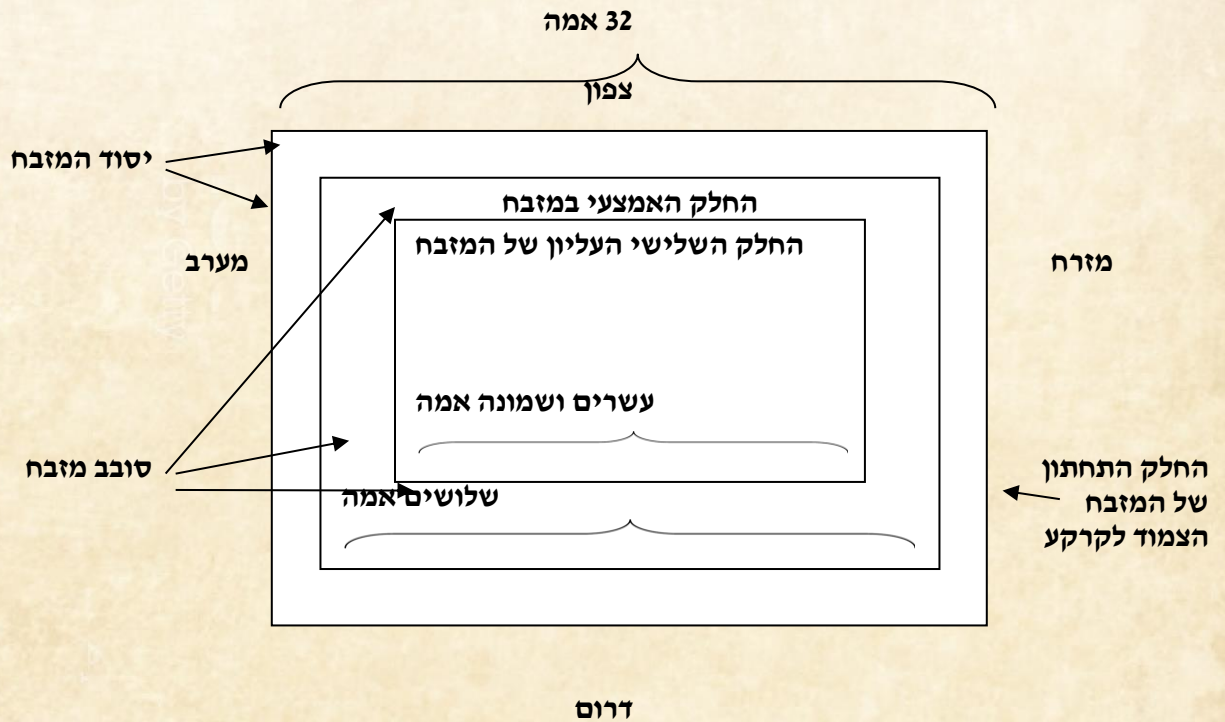 32 אמה
צפון
יסוד המזבח
החלק האמצעי במזבח
החלק השלישי העליון של המזבח
מזרח
מערב
עשרים ושמונה אמה
החלק התחתון
של המזבח
הצמוד לקרקע
סובב מזבח
שלושים אמה
דרום